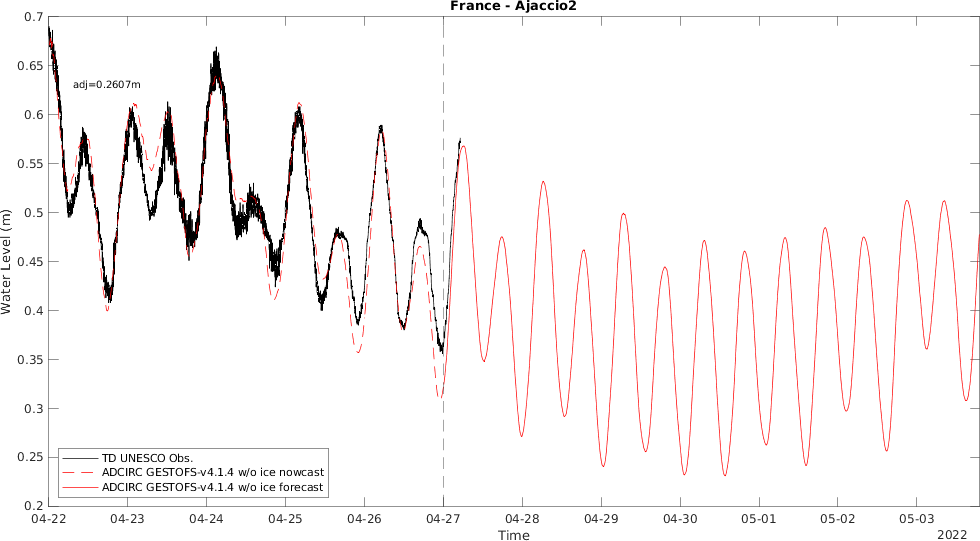 France - Ajaccio2
0.7
0.65
0.6
0.55
0.5
0.45
0.4
0.35
0.3
0.25
0.2
Water Level (m)
adj=0.2607m
TD UNESCO Obs.
ADCIRC GESTOFS-v4.1.4 w/o ice nowcast
ADCIRC GESTOFS-v4.1.4 w/o ice forecast
04-22 04-23 04-24 04-25 04-26 04-27 04-28 04-29 04-30 05-01 05-02 05-03
Time
2022